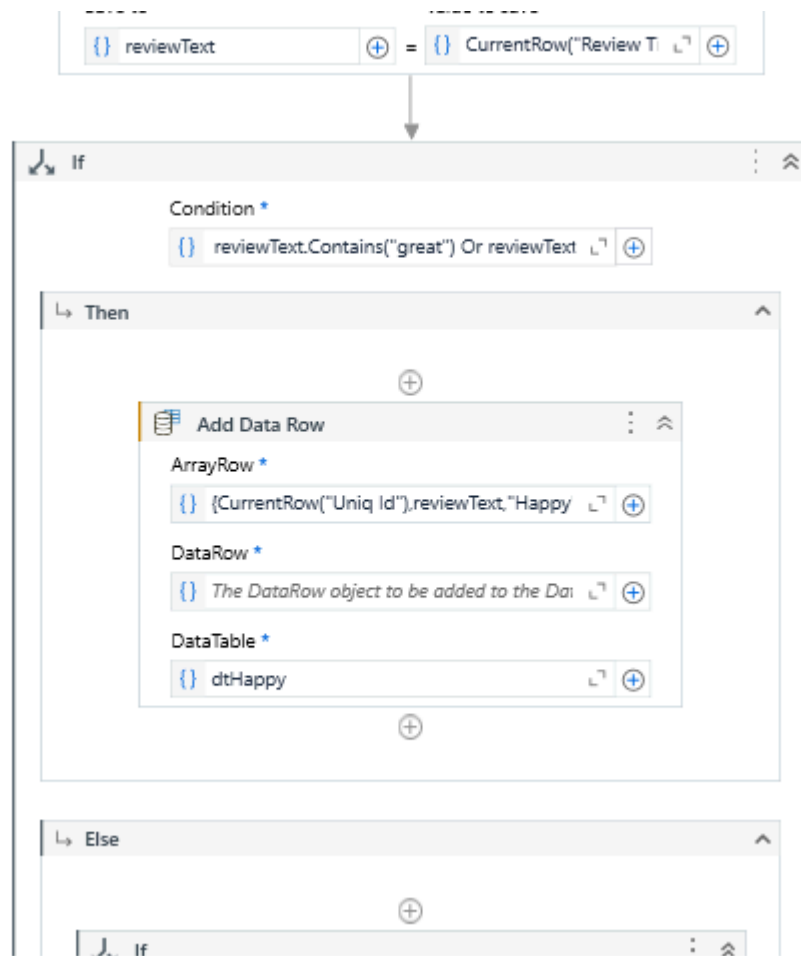 {} reviewText = {} CurrentRow("Review Ti
If
Condition *
{} reviewText.Contains("great") Or reviewText
Then
Add Data Row
ArrayRow *
{} {CurrentRow("Uniq Id"),reviewText,"Happy
DataRow *
{} The DataRow object to be added to the Dat
DataTable *
{} dtHappy
Else
If